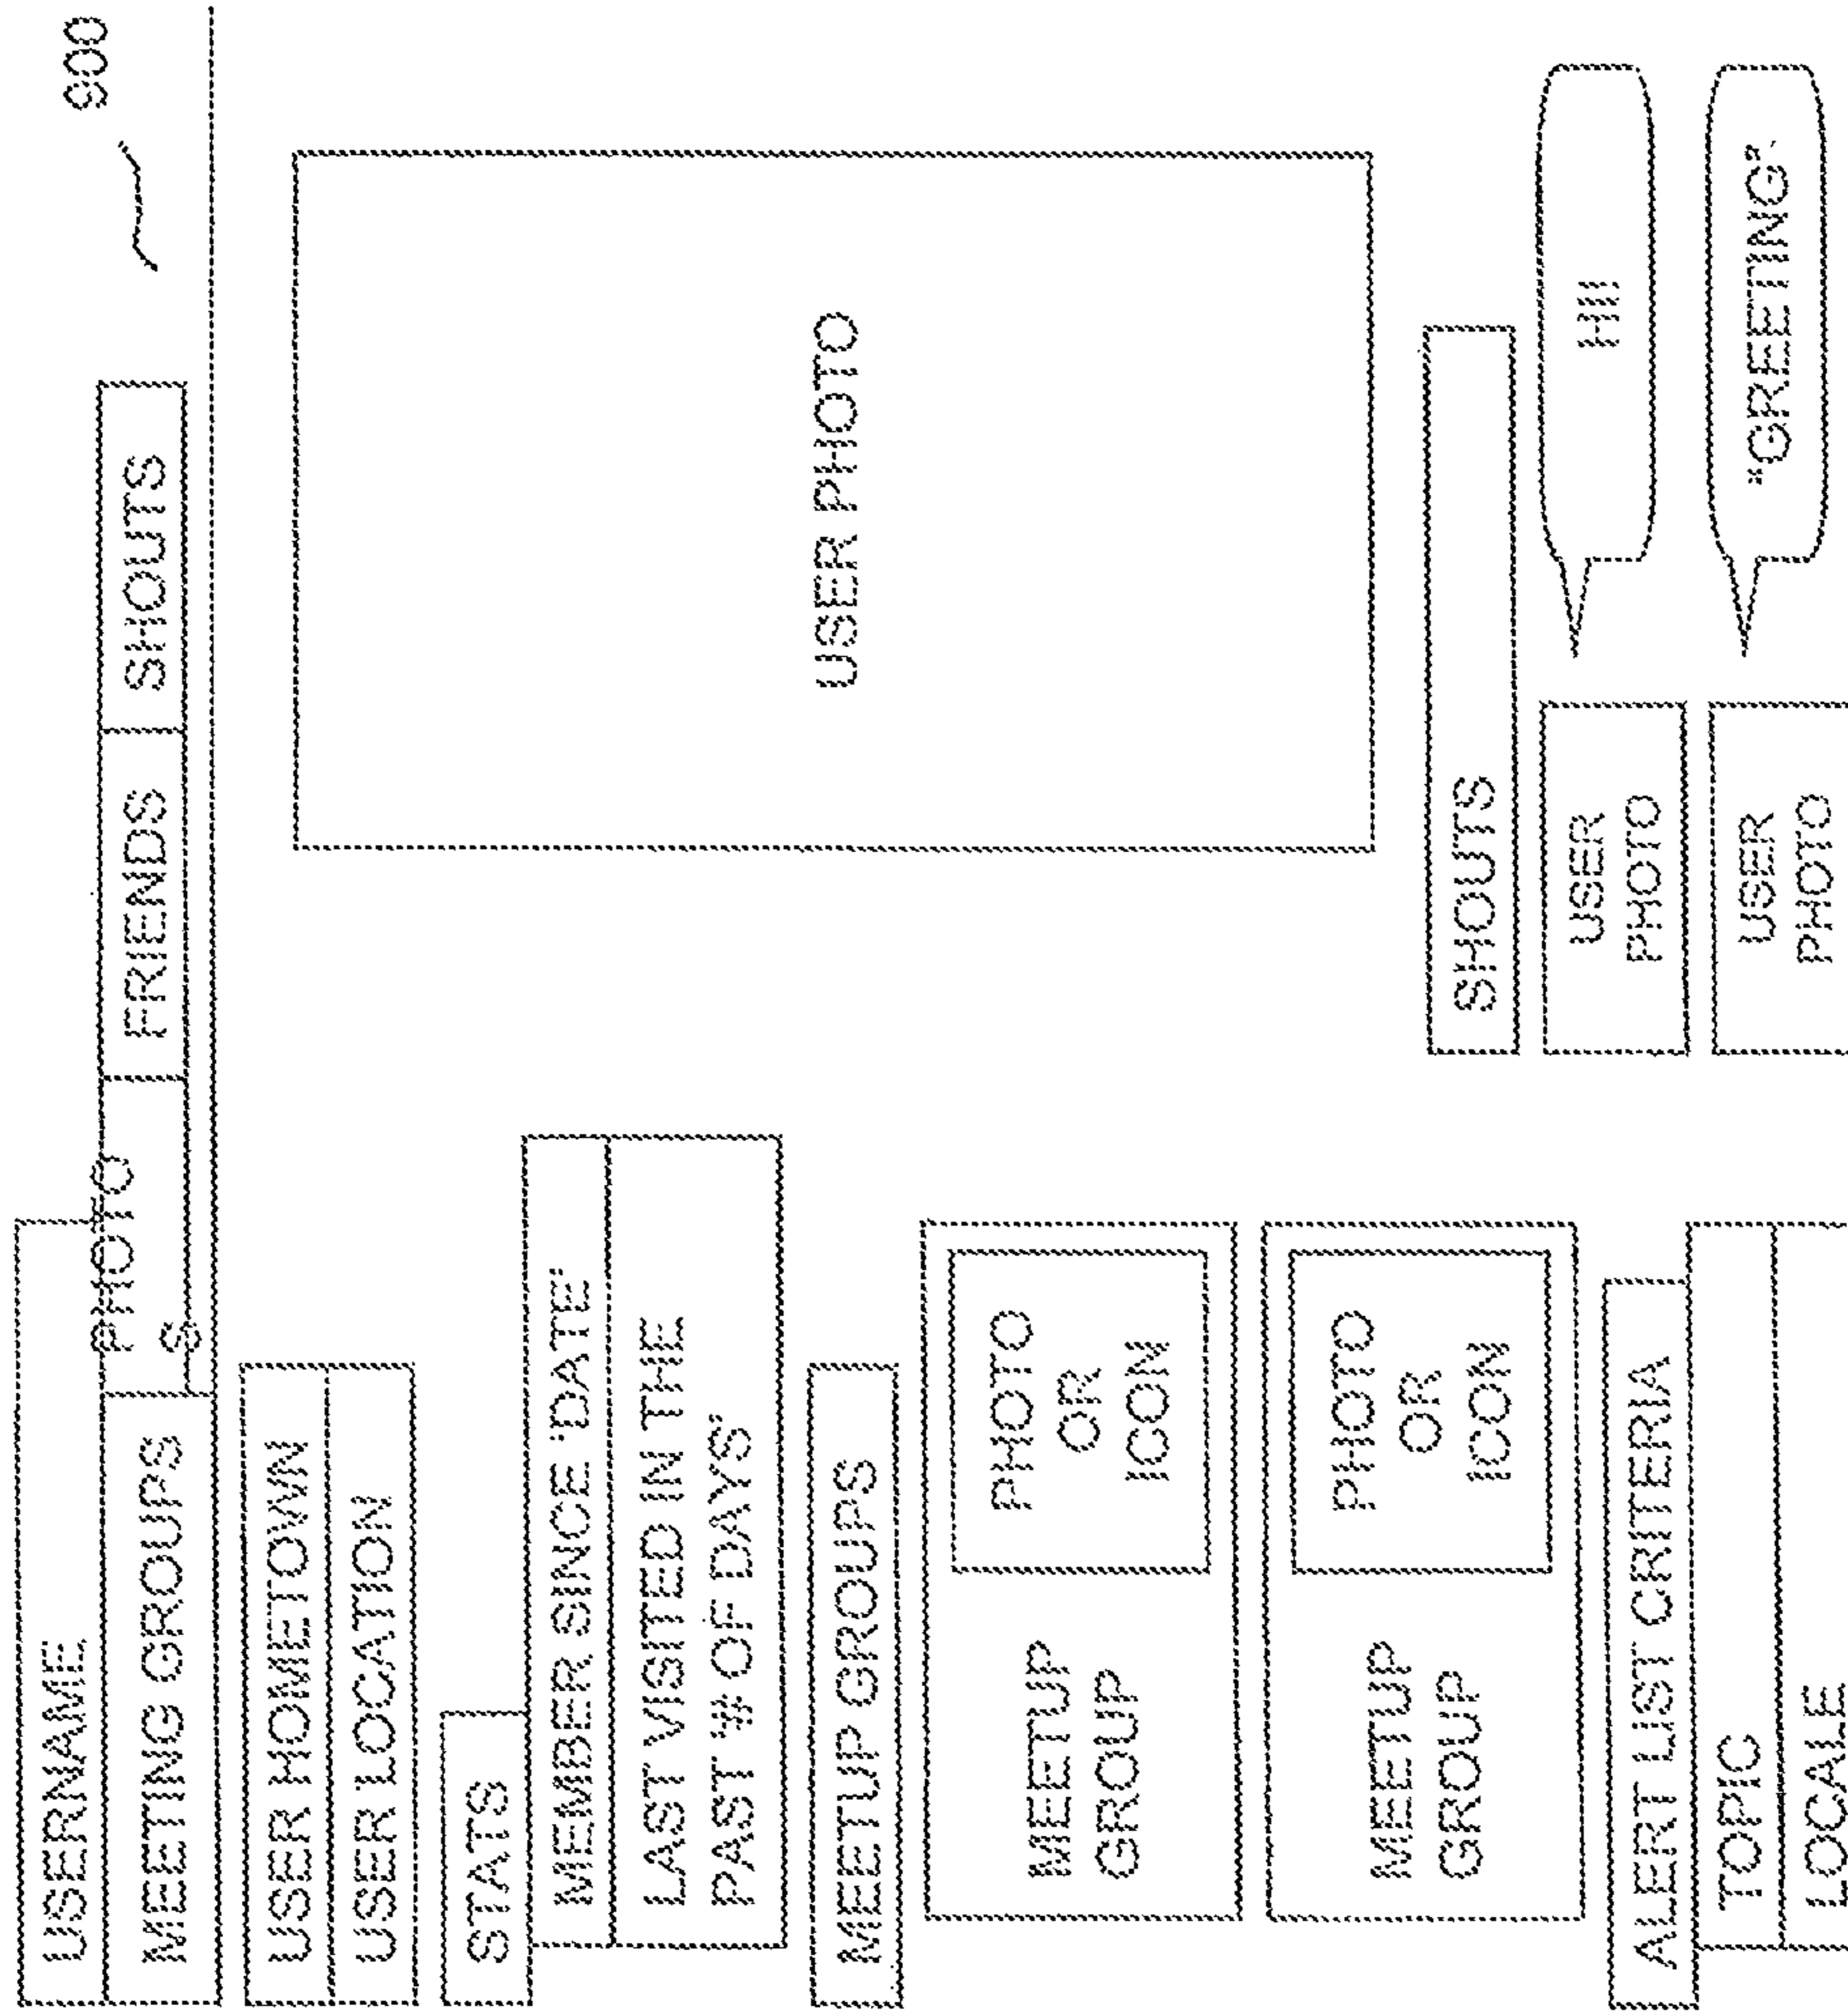 900
USERNAME
MEETING GROUPS
PHOTO
S
FRIENDS
SHOUTS
USER HOMETOWN
USER LOCATION
STATS
MEMBER SINCE 'DATE'
LAST VISITED IN THE
PAST '# OF DAYS'
MEETUP GROUPS
MEETUP
GROUP
PHOTO
OR
ICON
MEETUP
GROUP
PHOTO
OR
ICON
ALERT LIST CRITERIA
TOPIC
LOCALE
USER PHOTO
SHOUTS
USER
PHOTO
HI!
USER
PHOTO
"GREETING"